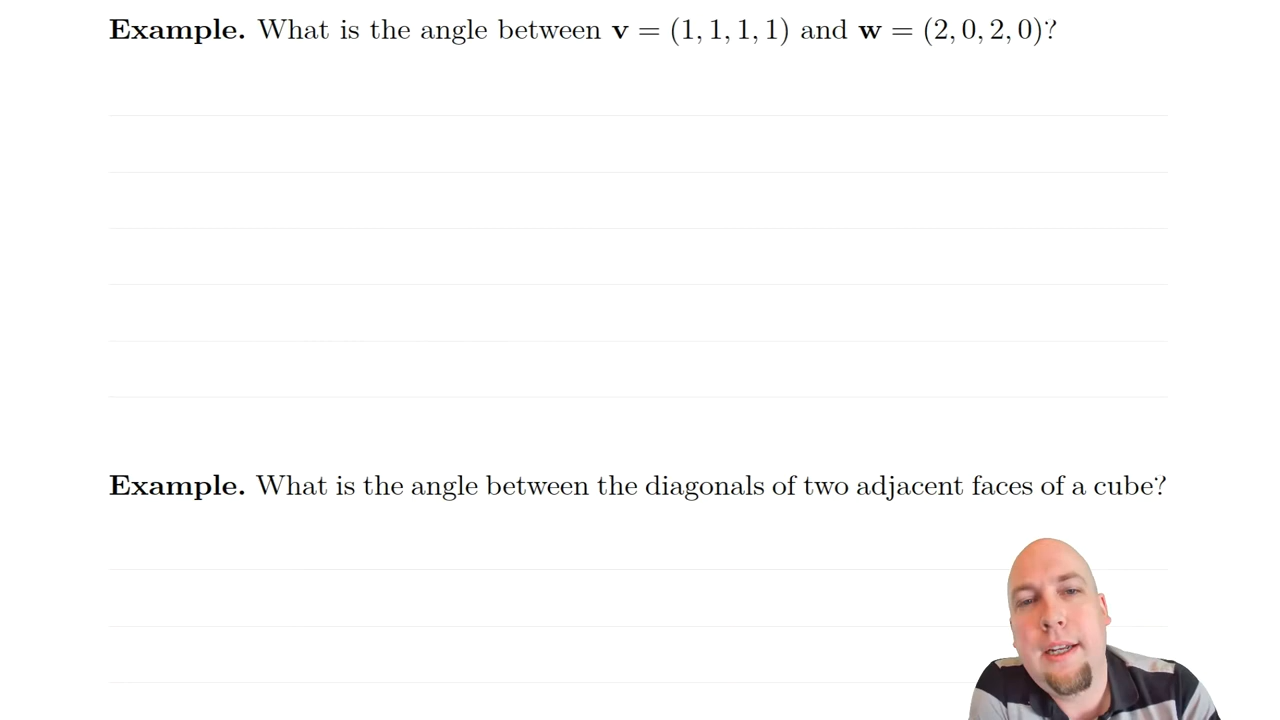 Example. What is the angle between v = (1, 1, 1, 1) and w = (2, 0, 2, 0)?
Example. What is the angle between the diagonals of two adjacent faces of a cube?